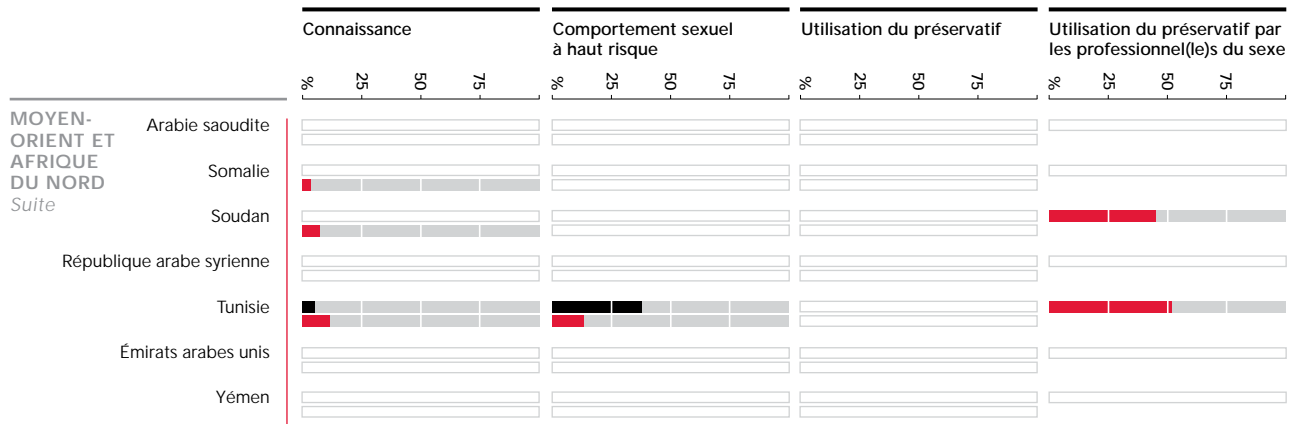 Connaissance
Comportement sexuel
à haut risque
Utilisation du préservatif
Utilisation du préservatif par
les professionnel(le)s du sexe
% 25 50 75
% 25 50 75
% 25 50 75
% 25 50 75
MOYEN-
ORIENT ET
AFRIQUE
DU NORD
Suite
Arabie saoudite
Somalie
Soudan
République arabe syrienne
Tunisie
Émirats arabes unis
Yémen